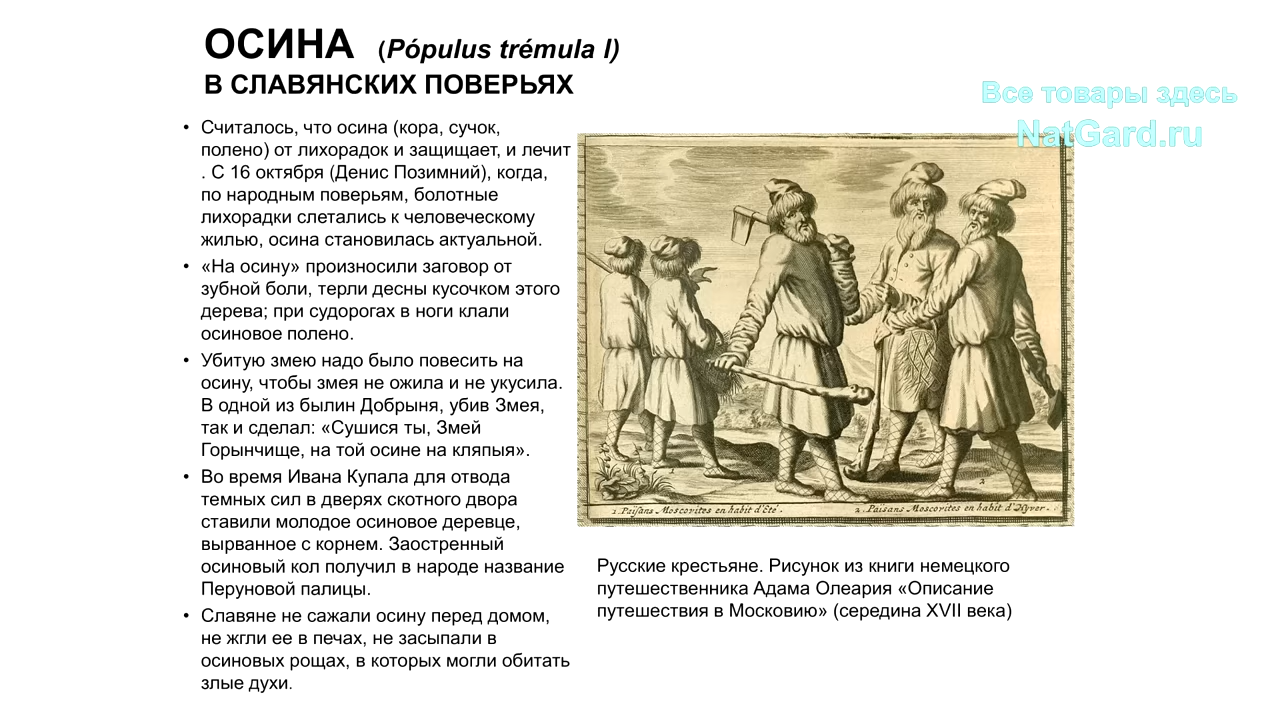 ОСИНА (Pópulus trémula l)
В СЛАВЯНСКИХ ПОВЕРЬЯХ
• Считалось, что осина (кора, сучок,
полено) от лихорадок и защищает, и лечит
. С 16 октября (Денис Позимний), когда,
по народным поверьям, болотные
лихорадки слетались к человеческому
жилью, осина становилась актуальной.
• «На осину» произносили заговор от
зубной боли, терли десны кусочком этого
дерева; при судорогах в ноги клали
осиновое полено.
• Убитую змею надо было повесить на
осину, чтобы змея не ожила и не укусила.
В одной из былин Добрыня, убив Змея,
так и сделал: «Сушися ты, Змей
Горынчище, на той осине на кляпыя».
• Во время Ивана Купала для отвода
темных сил в дверях скотного двора
ставили молодое осиновое деревце,
вырванное с корнем. Заостренный
осиновый кол получил в народе название
Перуновой палицы.
• Славяне не сажали осину перед домом,
не жгли ее в печах, не засыпали в
осиновых рощах, в которых могли обитать
злые духи.
Все товары здесь
NatGard.ru
1. Paisans Moscovites en habit d'Eté.
2. Paisans Moscovites en habit d'Hyver.
Русские крестьяне. Рисунок из книги немецкого
путешественника Адама Олеария «Описание
путешествия в Московию» (середина XVII века)